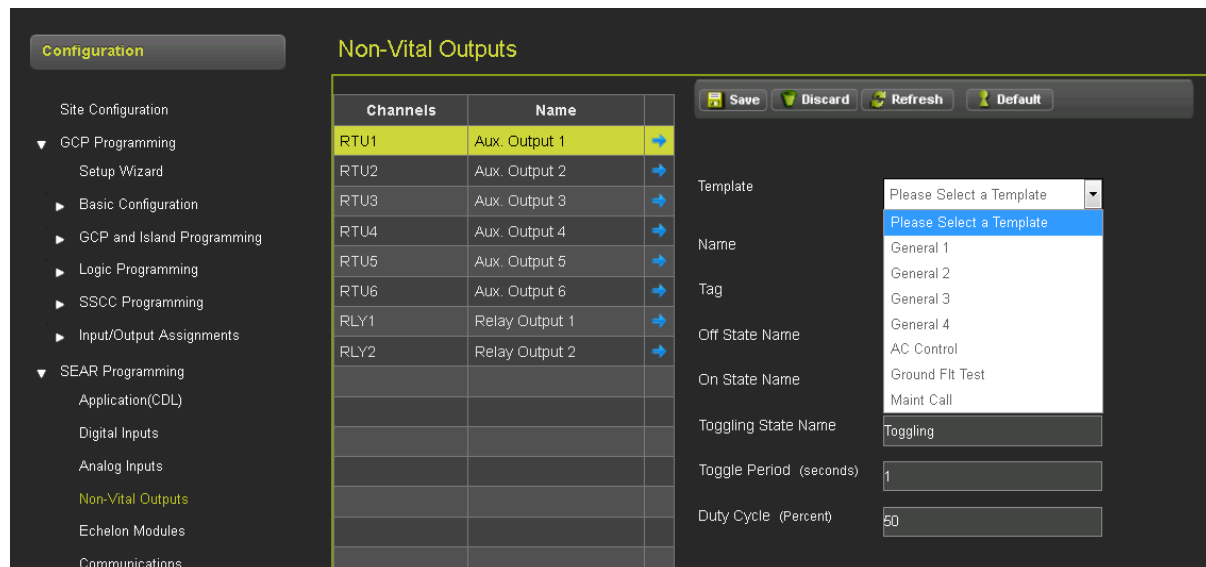 Configuration
Site Configuration
GCP Programming
Setup Wizard
Basic Configuration
GCP and Island Programming
Logic Programming
SSCC Programming
Input/Output Assignments
SEAR Programming
Application(CDL)
Digital Inputs
Analog Inputs
Non-Vital Outputs
Echelon Modules
Communications
Non-Vital Outputs
Channels Name
RTU1 Aux. Output 1
RTU2 Aux. Output 2
RTU3 Aux. Output 3
RTU4 Aux. Output 4
RTU5 Aux. Output 5
RTU6 Aux. Output 6
RLY1 Relay Output 1
RLY2 Relay Output 2
Save Discard Refresh Default
Template Please Select a Template
Please Select a Template
General 1
General 2
General 3
General 4
AC Control
Ground Flt Test
Maint Call
Name
Tag
Off State Name
On State Name
Toggling State Name Toggling
Toggle Period (seconds) 1
Duty Cycle (Percent) 50